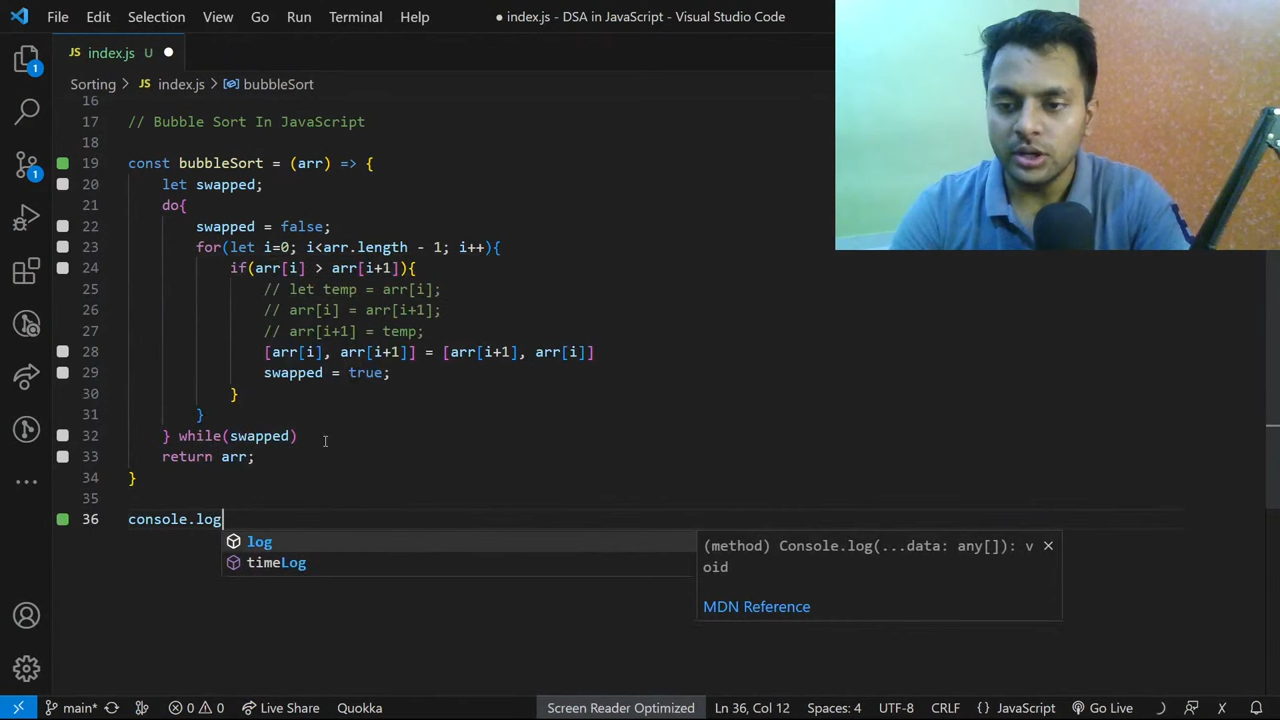 File Edit Selection View Go Run Terminal Help
● index.js - DSA in JavaScript - Visual Studio Code
JS index.js U ●
Sorting > JS index.js > bubbleSort
16
17 // Bubble Sort In JavaScript
18
19 const bubbleSort = (arr) => {
20 let swapped;
21 do{
22 swapped = false;
23 for(let i=0; i<arr.length - 1; i++){
24 if(arr[i] > arr[i+1]){
25 // let temp = arr[i];
26 // arr[i] = arr[i+1];
27 // arr[i+1] = temp;
28 [arr[i], arr[i+1]] = [arr[i+1], arr[i]]
29 swapped = true;
30 }
31 }
32 } while(swapped)
33 return arr;
34 }
35
36 console.log
log
timeLog
(method) Console.log(...data: any[]): v
oid
MDN Reference
1
1
main* 0 0 Live Share Quokka Screen Reader Optimized Ln 36, Col 12 Spaces: 4 UTF-8 CRLF JavaScript Go Live